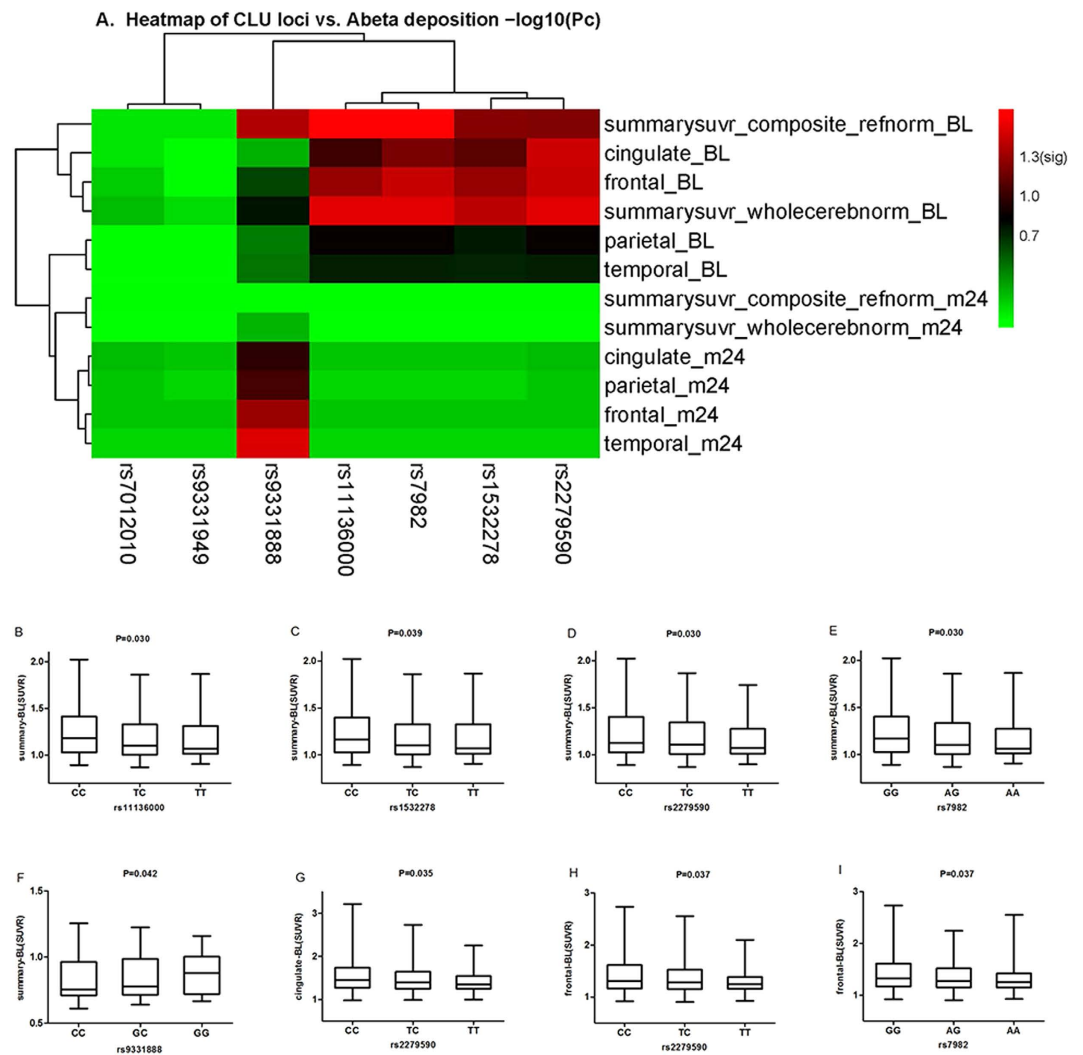 A. Heatmap of CLU loci vs. Abeta deposition −log10(Pc)
summarysuvr_composite_refnorm_BL
cingulate_BL
frontal_BL
summarysuvr_wholecerebnorm_BL
parietal_BL
temporal_BL
summarysuvr_composite_refnorm_m24
summarysuvr_wholecerebnorm_m24
cingulate_m24
parietal_m24
frontal_m24
temporal_m24
1.3(sig)
1.0
0.7
rs7012010
rs9331949
rs9331888
rs11136000
rs7982
rs1532278
rs2279590
B
P=0.030
summary-BL(SUVR)
2.0
1.5
1.0
CC TC TT
rs11136000
C
P=0.039
summary-BL(SUVR)
2.0
1.5
1.0
CC TC TT
rs1532278
D
P=0.030
summary-BL(SUVR)
2.0
1.5
1.0
CC TC TT
rs2279590
E
P=0.030
summary-BL(SUVR)
2.0
1.5
1.0
GG AG AA
rs7982
F
P=0.042
summary-BL(SUVR)
1.5
1.0
0.5
CC GC GG
rs9331888
G
P=0.035
cingulate-BL(SUVR)
3
2
1
CC TC TT
rs2279590
H
P=0.037
frontal-BL(SUVR)
3
2
1
CC TC TT
rs2279590
I
P=0.037
frontal-BL(SUVR)
3
2
1
GG AG AA
rs7982